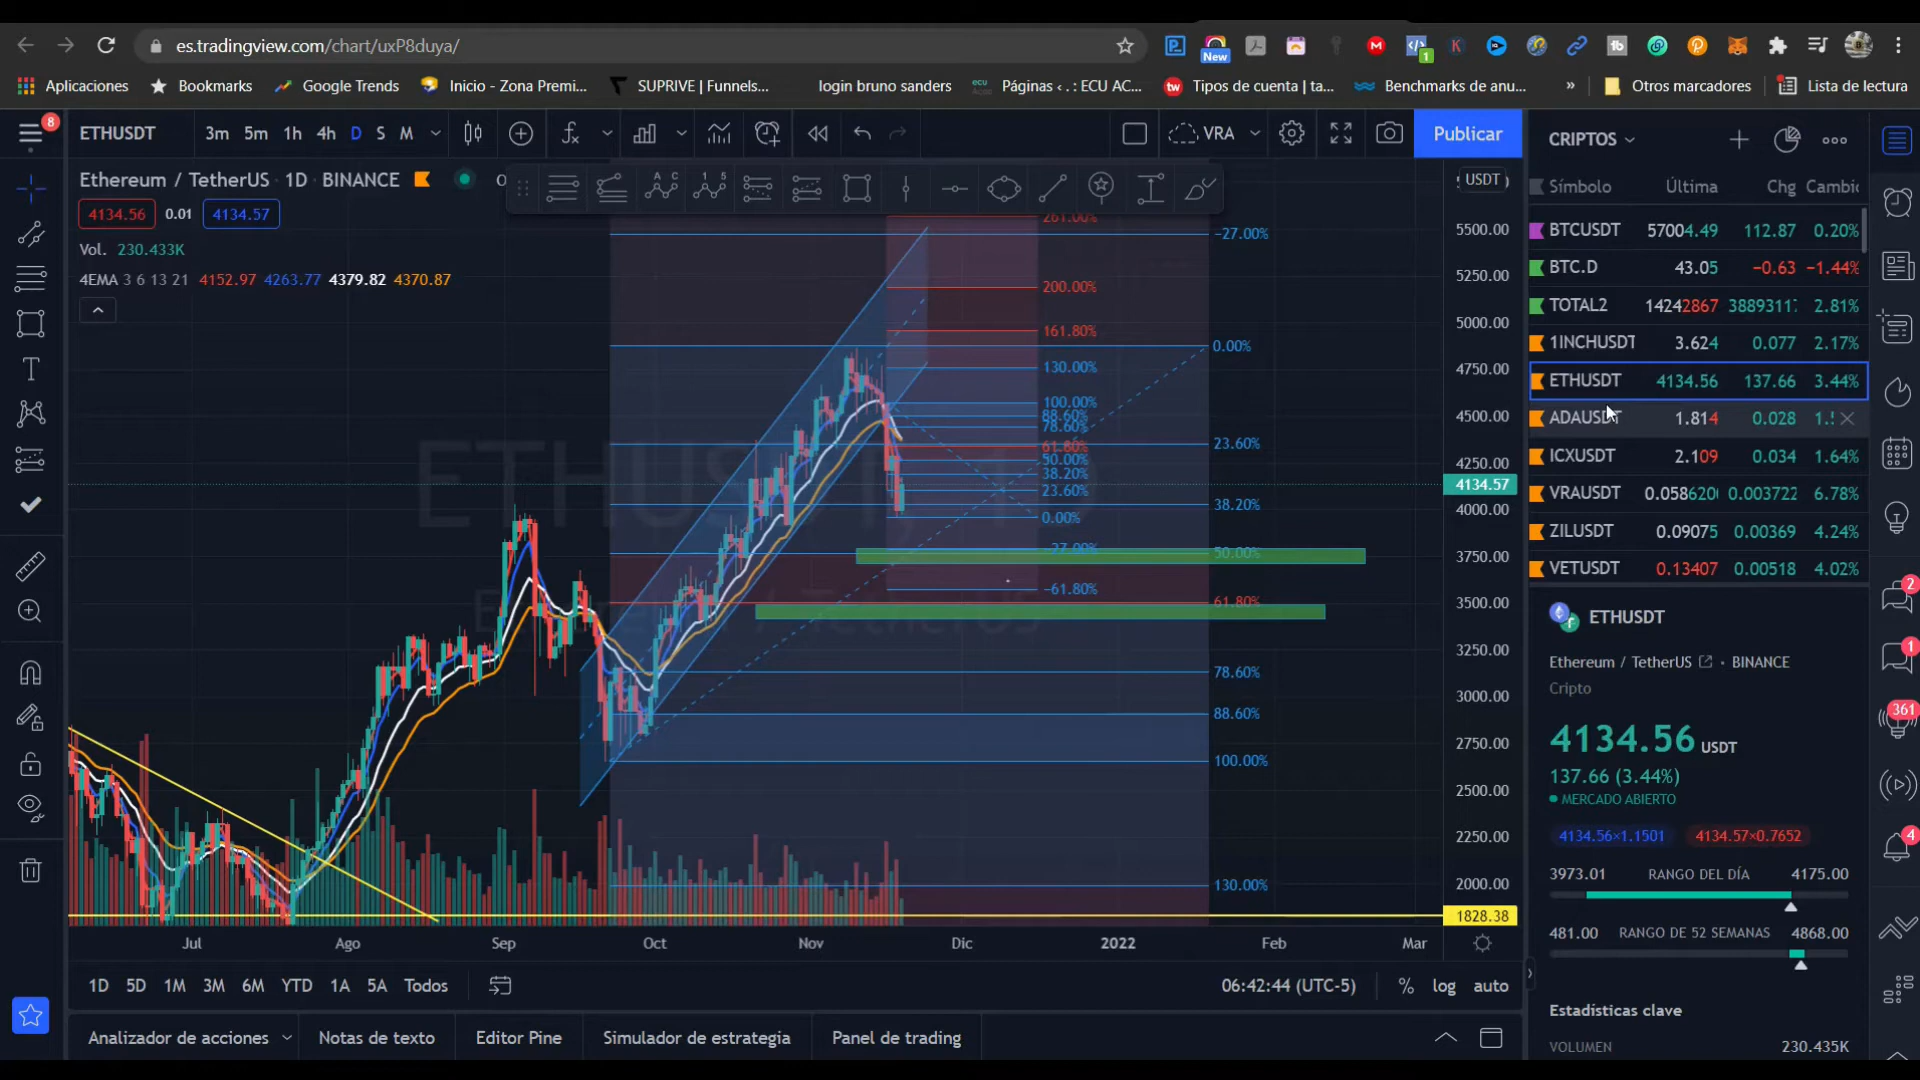 es.tradingview.com/chart/uxP8duya/
New
1
Aplicaciones
Bookmarks
Google Trends
Inicio - Zona Premi...
SUPRIVE | Funnels...
login bruno sanders
Páginas ‹ . : ECU AC...
Tipos de cuenta | ta...
Benchmarks de anu...
»
Otros marcadores
Lista de lectura
8
ETHUSDT
3m 5m 1h 4h D S M
VRA
Publicar
CRIPTOS
Ethereum / TetherUS · 1D · BINANCE
4134.56 0.01 4134.57
Vol. 230.433K
4EMA 3 6 13 21 4152.97 4263.77 4379.82 4370.87
USDT
5500.00
5250.00
5000.00
4750.00
4500.00
4250.00
4134.57
4000.00
3750.00
3500.00
3250.00
3000.00
2750.00
2500.00
2250.00
2000.00
1828.38
261.80%
200.00%
161.80%
130.00%
100.00%
88.60%
78.60%
61.80%
50.00%
38.20%
23.60%
0.00%
-27.00%
-61.80%
-27.00%
0.00%
23.60%
38.20%
50.00%
61.80%
78.60%
88.60%
100.00%
130.00%
Jul Ago Sep Oct Nov Dic 2022 Feb Mar
1D 5D 1M 3M 6M YTD 1A 5A Todos
06:42:44 (UTC-5)
% log auto
Analizador de acciones
Notas de texto
Editor Pine
Simulador de estrategia
Panel de trading
Símbolo Última Chg Cambic
BTCUSDT 57004.49 112.87 0.20%
BTC.D 43.05 −0.63 −1.44%
TOTAL2 14242867 38893117 2.81%
1INCHUSDT 3.624 0.077 2.17%
ETHUSDT 4134.56 137.66 3.44%
ADAUSDT 1.814 0.028
ICXUSDT 2.109 0.034 1.64%
VRAUSDT 0.058620 0.003722 6.78%
ZILUSDT 0.09075 0.00369 4.24%
VETUSDT 0.13407 0.00518 4.02%
ETHUSDT
Ethereum / TetherUS · BINANCE
Cripto
4134.56 USDT
137.66 (3.44%)
MERCADO ABIERTO
4134.56×1.1501 4134.57×0.7652
3973.01 RANGO DEL DÍA 4175.00
481.00 RANGO DE 52 SEMANAS 4868.00
Estadísticas clave
VOLUMEN 230.435K
2
1
361
4